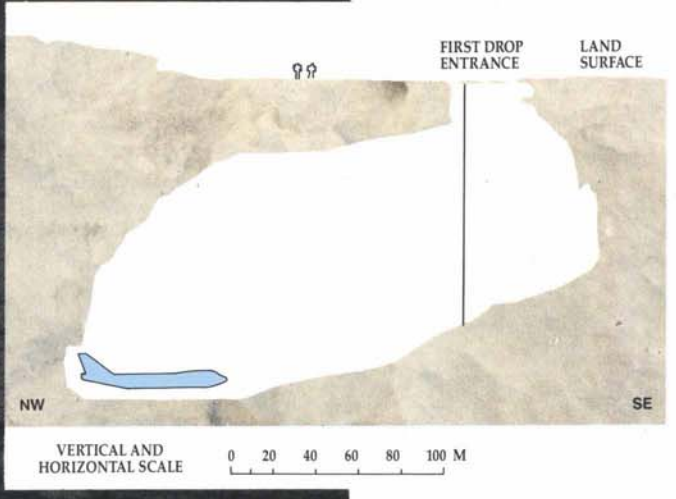 FIRST DROP
ENTRANCE
LAND
SURFACE
NW
SE
VERTICAL AND
HORIZONTAL SCALE
0 20 40 60 80 100 M